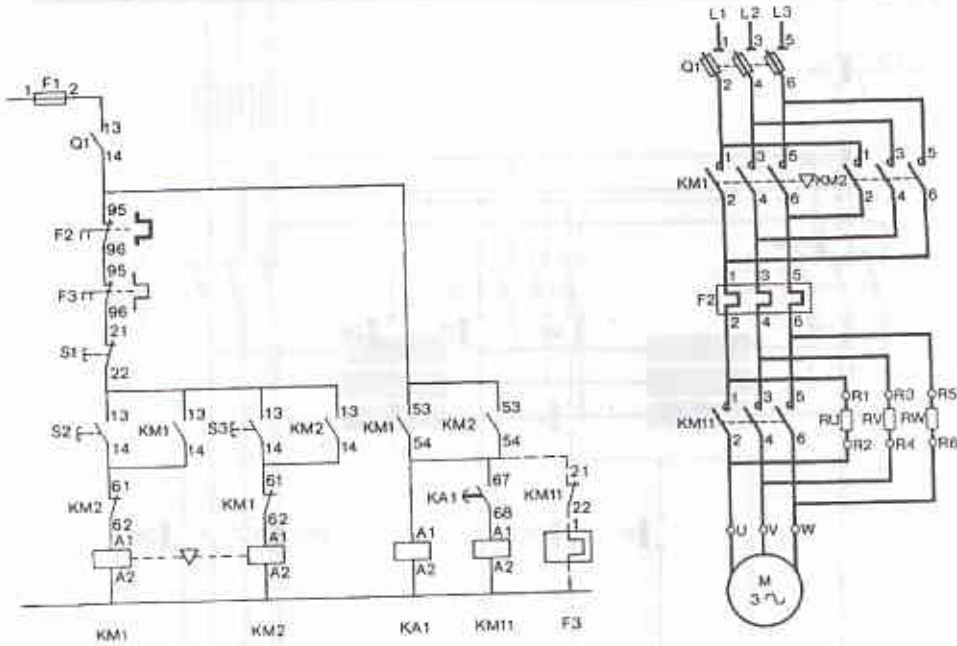 1 F1 2
13
Q1
14
95
F2
96
95
F3
96
21
S1
22
13 13 13 13
S2 KM1 S3 KM2
14 14 14 14
61 61
KM2 KM1
62 62
A1 A1
A2 A2
53 53
KM1 KM2
54 54
67 21
KA1 KM11
68 22
A1 A1 1
A2 A2
KM1 KM2 KA1 KM11 F3
L1 L2 L3
1 3 5
Q1
2 4 6
1 3 5 1 3 5
KM1 KM2
2 4 6 2 4 6
1 3 5
F2
2 4 6
1 3 5 R1 R3 R5
KM11 RU RV RW
2 4 6 R2 R4 R6
U V W
M
3